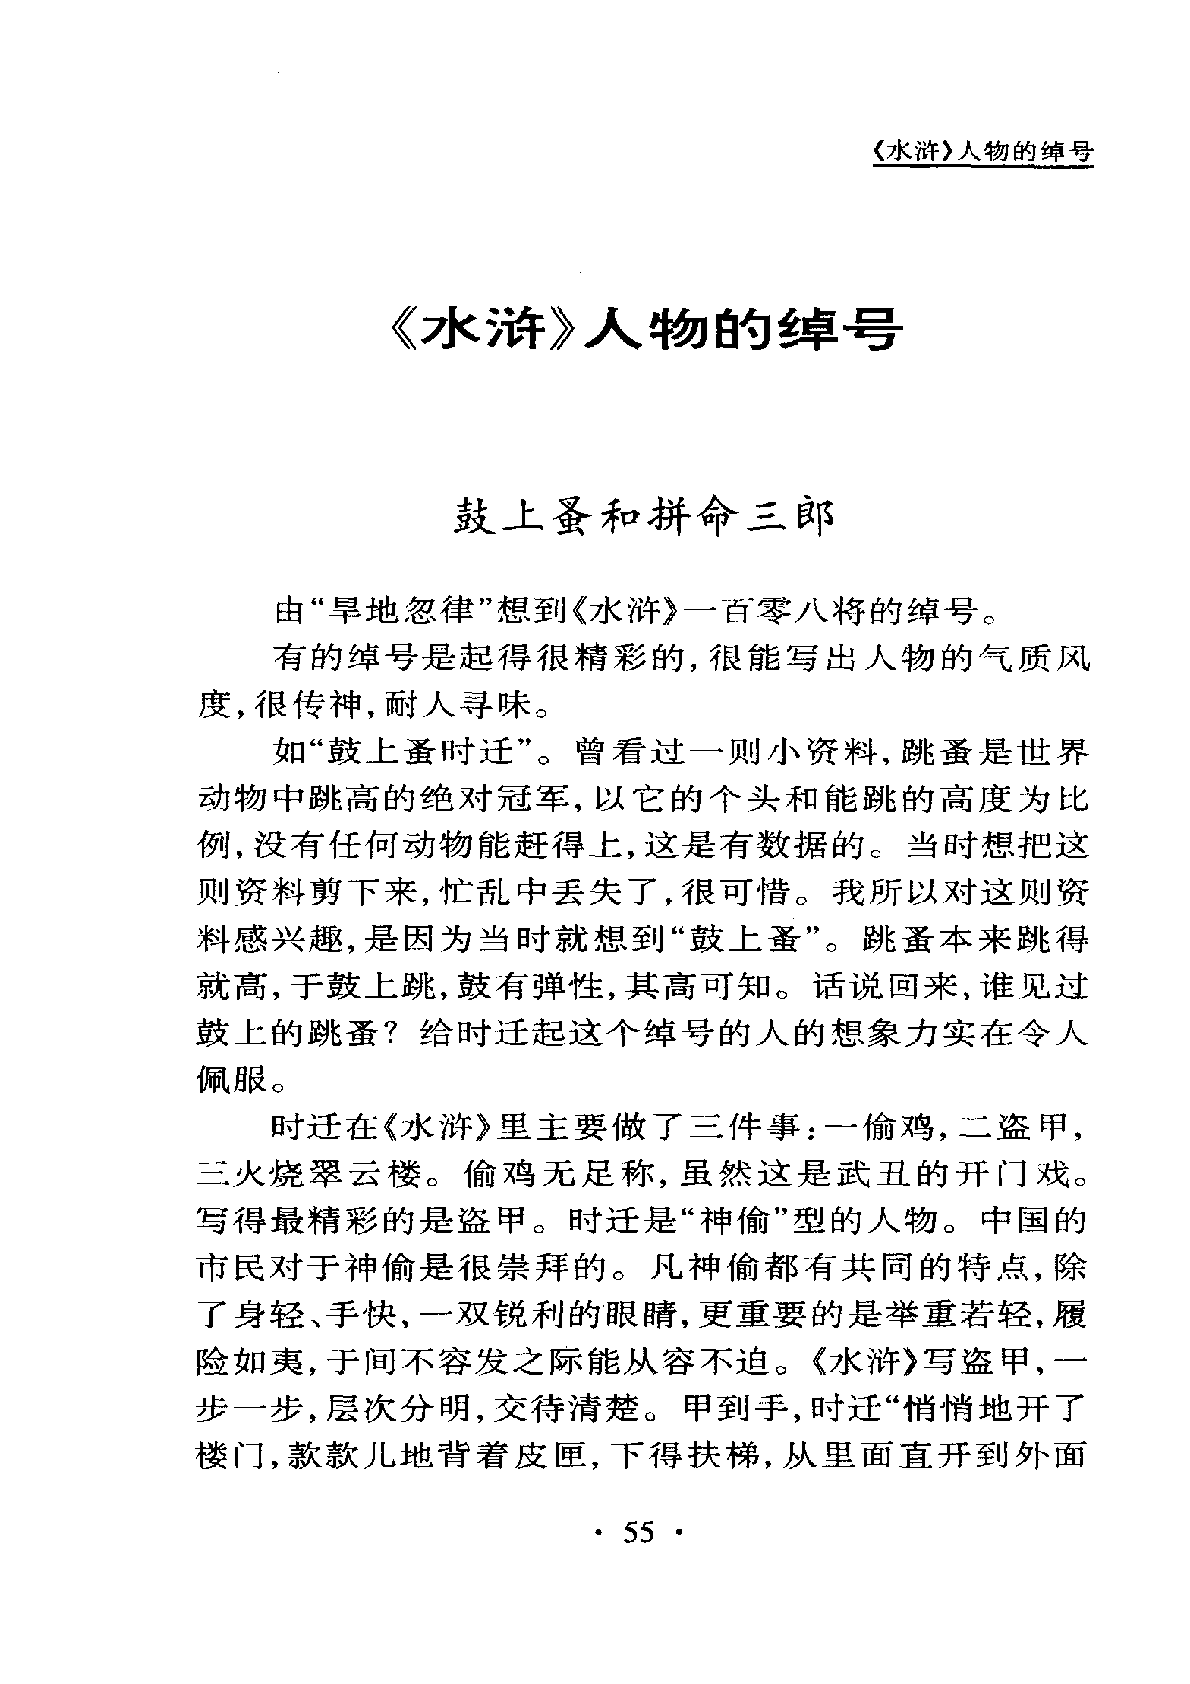 《水浒》人物的绰号
《水浒》人物的绰号
鼓上蚤和拼命三郎
由“旱地忽律”想到《水浒》一百零八将的绰号。
有的绰号是起得很精彩的,很能写出人物的气质风
度,很传神,耐人寻味。
如“鼓上蚤时迁”。曾看过一则小资料,跳蚤是世界
动物中跳高的绝对冠军,以它的个头和能跳的高度为比
例,没有任何动物能赶得上,这是有数据的。当时想把这
则资料剪下来,忙乱中丢失了,很可惜。我所以对这则资
料感兴趣,是因为当时就想到“鼓上蚤”。跳蚤本来跳得
就高,于鼓上跳,鼓有弹性,其高可知。话说回来,谁见过
鼓上的跳蚤?给时迁起这个绰号的人的想象力实在令人
佩服。
时迁在《水浒》里主要做了三件事:一偷鸡,二盗甲,
三火烧翠云楼。偷鸡无足称,虽然这是武丑的开门戏。
写得最精彩的是盗甲。时迁是“神偷”型的人物。中国的
市民对于神偷是很崇拜的。凡神偷都有共同的特点,除
了身轻、手快,一双锐利的眼睛,更重要的是举重若轻,履
险如夷,于间不容发之际能从容不迫。《水浒》写盗甲,一
步一步,层次分明,交待清楚。甲到手,时迁“悄悄地开了
楼门,款款儿地背着皮匣,下得扶梯,从里面直开到外面
· 55 ·